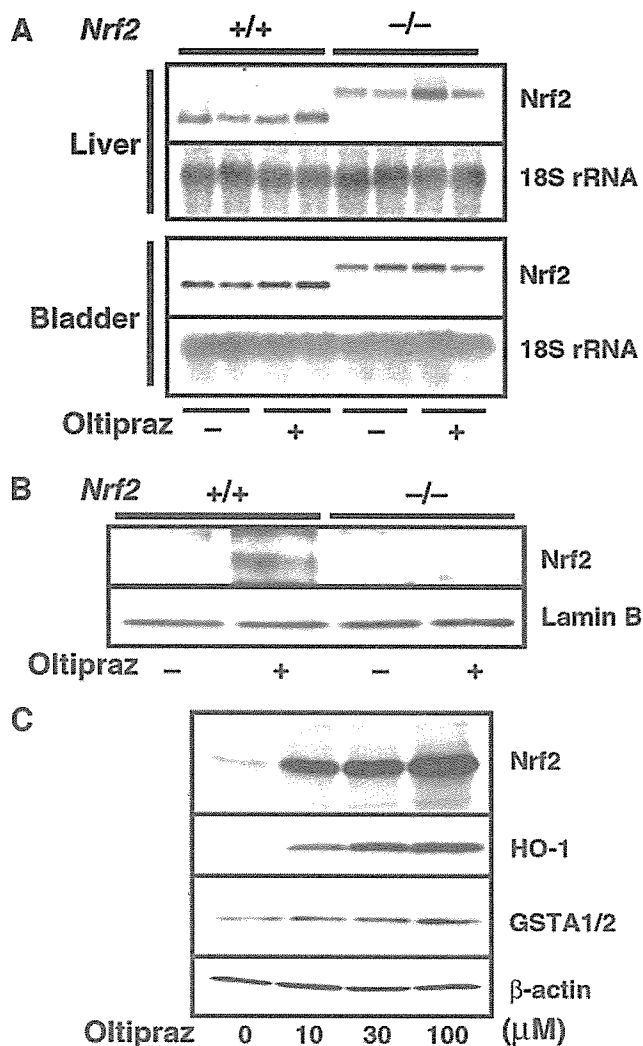 A Nrf2 +/+ –/–
Liver
Nrf2
18S rRNA
Bladder
Nrf2
18S rRNA
Oltipraz – + – +
B Nrf2 +/+ –/–
Nrf2
Lamin B
Oltipraz – + – +
C
Nrf2
HO-1
GSTA1/2
β-actin
Oltipraz 0 10 30 100 (μM)